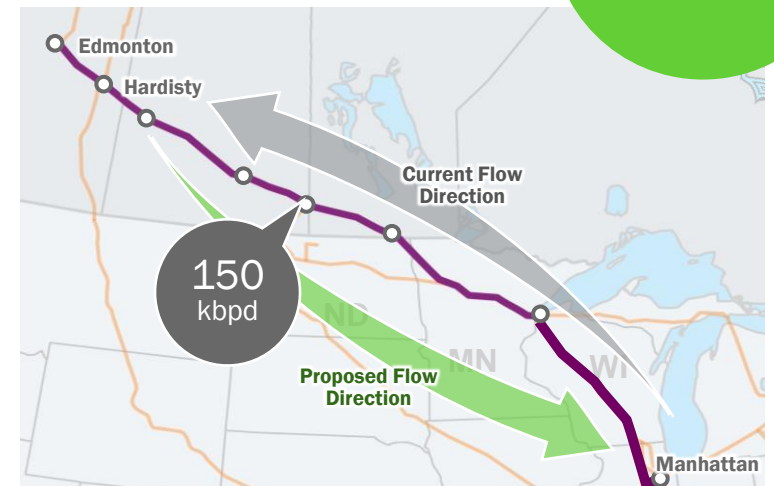 Edmonton
Hardisty
Current Flow
Direction
150
kbpd
ND
MN
WI
Proposed Flow
Direction
Manhattan